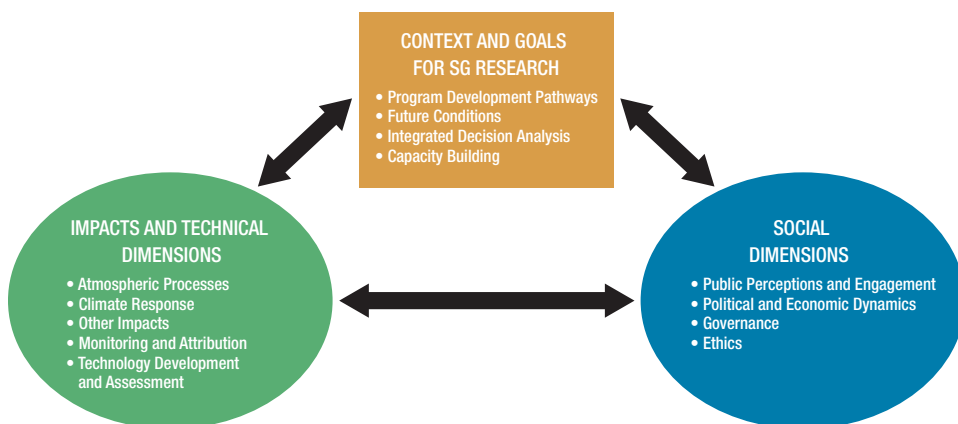 CONTEXT AND GOALS
FOR SG RESEARCH
• Program Development Pathways
• Future Conditions
• Integrated Decision Analysis
• Capacity Building
IMPACTS AND TECHNICAL
DIMENSIONS
• Atmospheric Processes
• Climate Response
• Other Impacts
• Monitoring and Attribution
• Technology Development
and Assessment
SOCIAL
DIMENSIONS
• Public Perceptions and Engagement
• Political and Economic Dynamics
• Governance
• Ethics